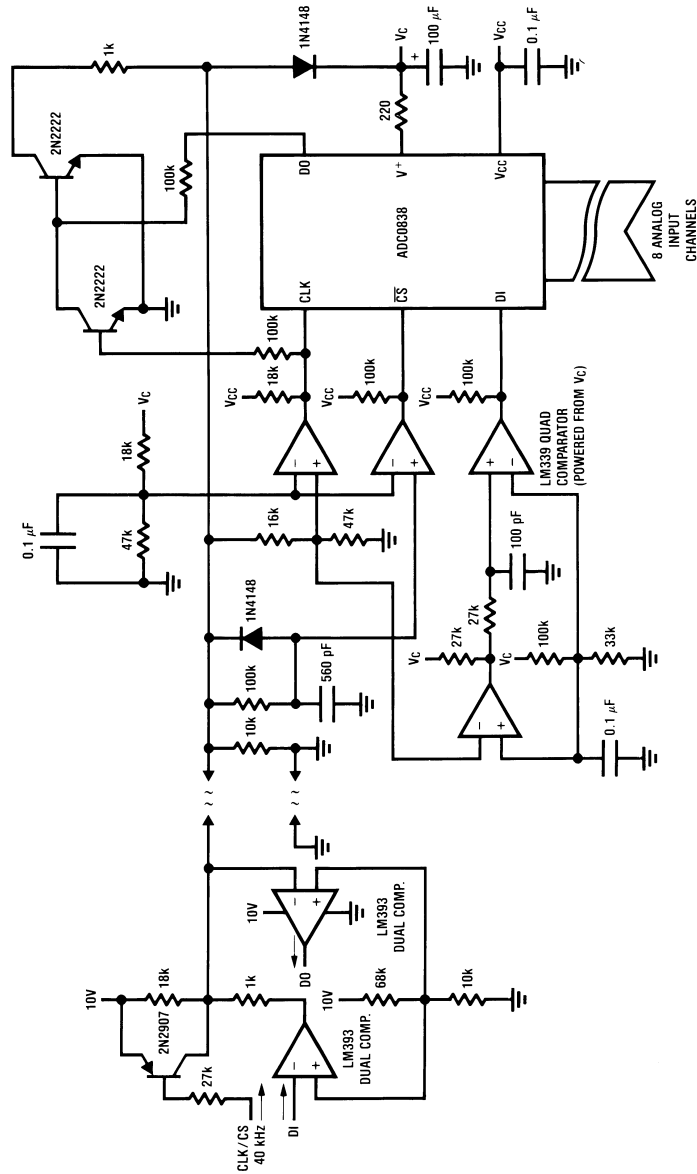 10V
18k
2N2907
27k
CLK/CS
40 kHz
DI
1k
LM393
DUAL COMP.
10V
68k
10k
DO
10V
–
+
LM393
DUAL COMP.
–
+
~
~
~
~
10k
100k
1N4148
560 pF
0.1 µF
47k
18k
VC
16k
47k
–
+
–
+
–
+
+
–
VC
27k
27k
100 pF
VC
100k
33k
0.1 µF
LM339 QUAD
COMPARATOR
(POWERED FROM VC)
VCC
18k
100k
VCC
100k
VCC
100k
2N2222
2N2222
1k
100k
CLK
CS
DI
ADC0838
DO
V+
VCC
220
1N4148
VC
+
100 µF
VCC
0.1 µF
8 ANALOG
INPUT
CHANNELS